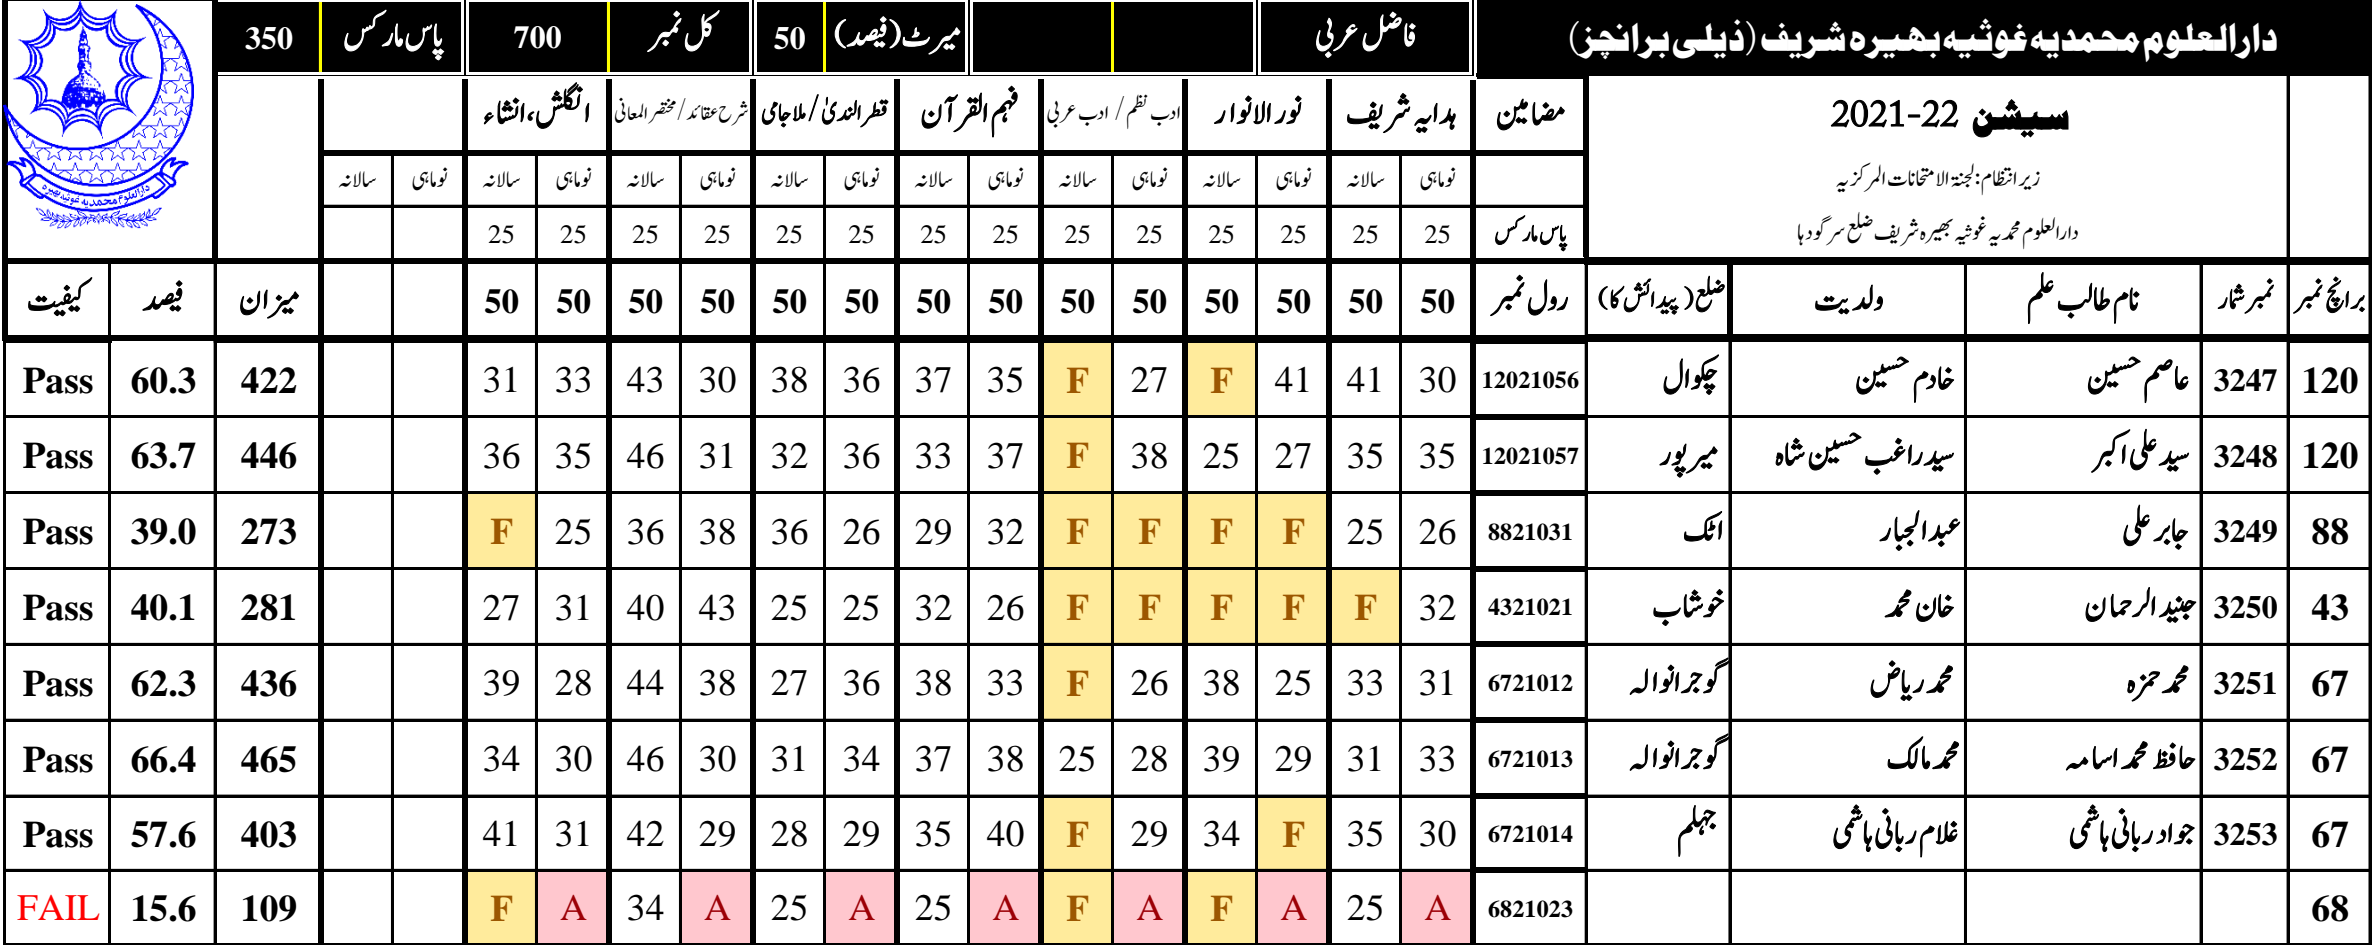 دارالعلوم محمدیہ غوثیہ بھیرہ شریف (ذیلی برانچز) فاضل عربی میرٹ (فیصد) 50 کل نمبر 700 پاس مارکس 350
سیشن 2021-22
زیر انتظام: لجنۃ الامتحانات المرکزیہ
دارالعلوم محمدیہ غوثیہ بھیرہ شریف ضلع سرگودہا
مضامین ہدایہ شریف نور الانوار ادب نظم / ادب عربی فہم القرآن قطر الندیٰ / ملا جامی شرح عقائد / مختصر المعانی انگلش، انشاء
نوماہی سالانہ نوماہی سالانہ نوماہی سالانہ نوماہی سالانہ نوماہی سالانہ نوماہی سالانہ نوماہی سالانہ نوماہی سالانہ
پاس مارکس 25 25 25 25 25 25 25 25 25 25 25 25 25 25
برانچ نمبر نمبر شمار نام طالب علم ولدیت ضلع (پیدائش کا) رول نمبر 50 50 50 50 50 50 50 50 50 50 50 50 50 50 میزان فیصد کیفیت
120 3247 عاصم حسین خادم حسین چکوال 12021056 30 41 41 F 27 F 35 37 36 38 30 43 33 31 422 60.3 Pass
120 3248 سید علی اکبر سید راغب حسین شاہ میرپور 12021057 35 35 27 25 38 F 37 33 36 32 31 46 35 36 446 63.7 Pass
88 3249 جابر علی عبدالجبار اٹک 8821031 26 25 F F F F 32 29 26 36 38 36 25 F 273 39.0 Pass
43 3250 جنید الرحمان خان محمد خوشاب 4321021 32 F F F F F 26 32 25 25 43 40 31 27 281 40.1 Pass
67 3251 محمد حمزہ محمد ریاض گوجرانوالہ 6721012 31 33 25 38 26 F 33 38 36 27 38 44 28 39 436 62.3 Pass
67 3252 حافظ محمد اسامہ محمد مالک گوجرانوالہ 6721013 33 31 29 39 28 25 38 37 34 31 30 46 30 34 465 66.4 Pass
67 3253 جواد ربانی ہاشمی غلام ربانی ہاشمی جہلم 6721014 30 35 F 34 29 F 40 35 29 28 29 42 31 41 403 57.6 Pass
68 6821023 A 25 A F A F A 25 A 25 A 34 A F 109 15.6 FAIL
دارالعلوم محمدیہ غوثیہ بھیرہ